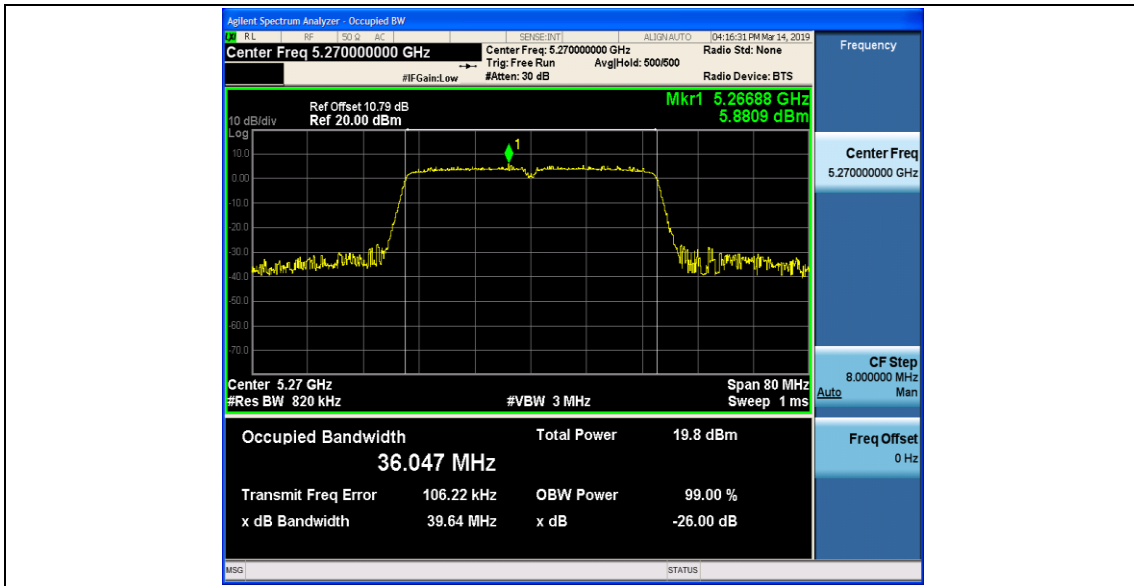 Agilent Spectrum Analyzer - Occupied BW
LXI RL RF 50 Ω AC SENSE:INT ALIGN AUTO 04:16:31 PM Mar 14, 2019
Center Freq 5.270000000 GHz
Center Freq: 5.270000000 GHz
Radio Std: None
Trig: Free Run Avg|Hold: 500/500
#IFGain:Low
#Atten: 30 dB
Radio Device: BTS
Frequency
Mkr1 5.26688 GHz
5.8809 dBm
Ref Offset 10.79 dB
10 dB/div Ref 20.00 dBm
Log
1
10.0
0.00
-10.0
-20.0
-30.0
-40.0
-50.0
-60.0
-70.0
Center 5.27 GHz
Span 80 MHz
#Res BW 820 kHz
#VBW 3 MHz
Sweep 1 ms
Center Freq
5.270000000 GHz
CF Step
8.000000 MHz
Auto Man
Freq Offset
0 Hz
Occupied Bandwidth
36.047 MHz
Total Power 19.8 dBm
Transmit Freq Error 106.22 kHz
OBW Power 99.00 %
x dB Bandwidth 39.64 MHz
x dB -26.00 dB
MSG
STATUS